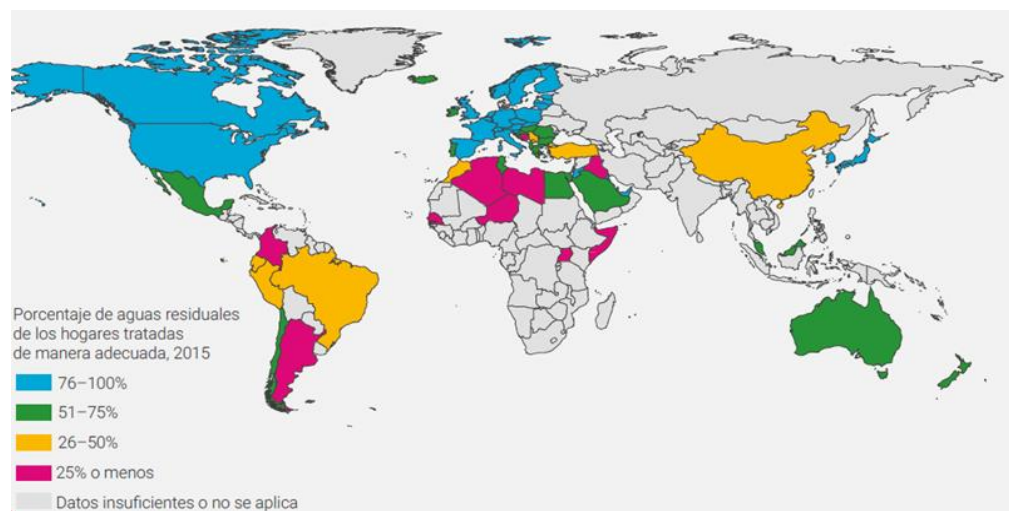 Porcentaje de aguas residuales
de los hogares tratadas
de manera adecuada, 2015
76–100%
51–75%
26–50%
25% o menos
Datos insuficientes o no se aplica